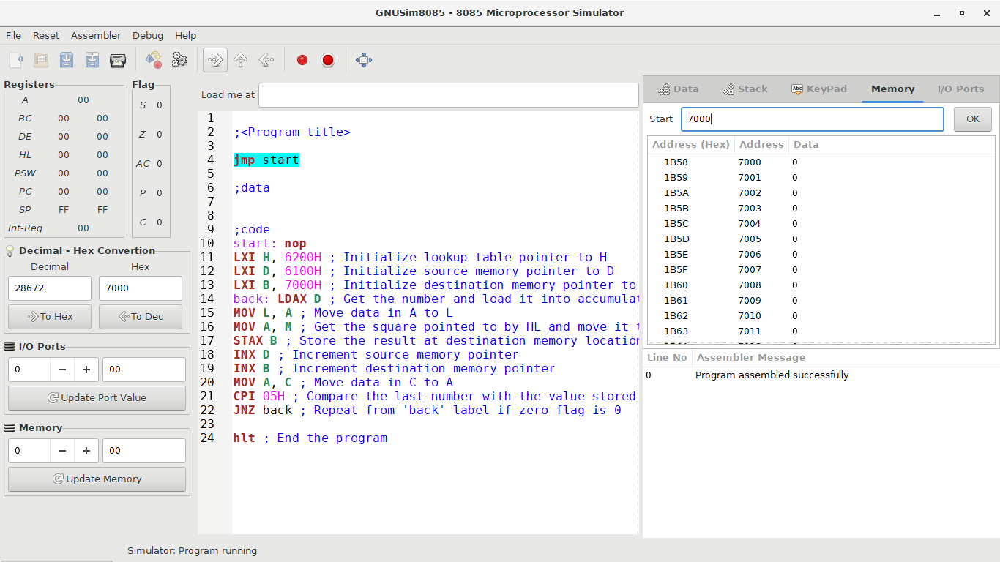 GNUSim8085 - 8085 Microprocessor Simulator
File Reset Assembler Debug Help
Registers
A 00
BC 00 00
DE 00 00
HL 00 00
PSW 00 00
PC 00 00
SP FF FF
Int-Reg 00
Flag
S 0
Z 0
AC 0
P 0
C 0
Decimal - Hex Convertion
Decimal Hex
28672 7000
To Hex To Dec
I/O Ports
0 − + 00
Update Port Value
Memory
0 − + 00
Update Memory
Load me at
1
2 ;<Program title>
3
4 jmp start
5
6 ;data
7
8
9 ;code
10 start: nop
11 LXI H, 6200H ; Initialize lookup table pointer to H
12 LXI D, 6100H ; Initialize source memory pointer to D
13 LXI B, 7000H ; Initialize destination memory pointer to
14 back: LDAX D ; Get the number and load it into accumulat
15 MOV L, A ; Move data in A to L
16 MOV A, M ; Get the square pointed to by HL and move it t
17 STAX B ; Store the result at destination memory location
18 INX D ; Increment source memory pointer
19 INX B ; Increment destination memory pointer
20 MOV A, C ; Move data in C to A
21 CPI 05H ; Compare the last number with the value stored
22 JNZ back ; Repeat from 'back' label if zero flag is 0
23
24 hlt ; End the program
Data Stack Abc KeyPad Memory I/O Ports
Start 7000 OK
Address (Hex) Address Data
1B58 7000 0
1B59 7001 0
1B5A 7002 0
1B5B 7003 0
1B5C 7004 0
1B5D 7005 0
1B5E 7006 0
1B5F 7007 0
1B60 7008 0
1B61 7009 0
1B62 7010 0
1B63 7011 0
Line No Assembler Message
0 Program assembled successfully
Simulator: Program running